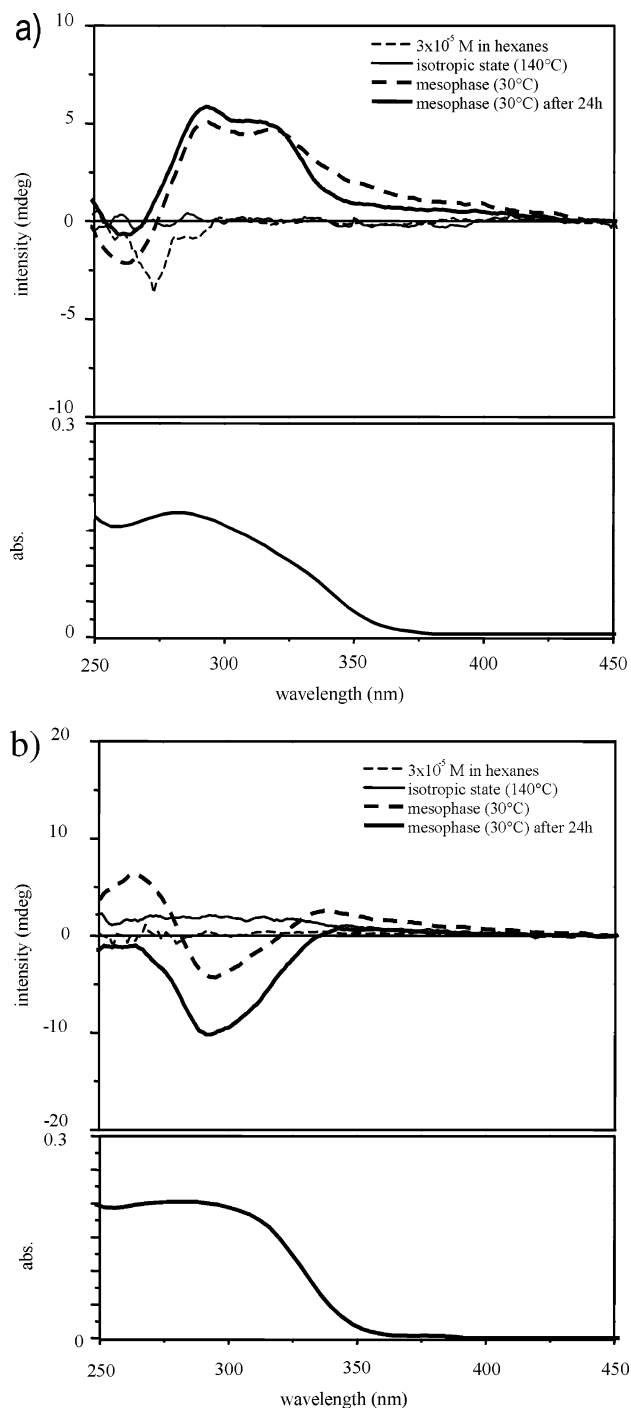 a)
10
5
0
-5
-10
intensity (mdeg)
3x10-5 M in hexanes
isotropic state (140°C)
mesophase (30°C)
mesophase (30°C) after 24h
0.3
abs.
0
250 300 350 400 450
wavelength (nm)
b)
20
10
0
-10
-20
intensity (mdeg)
3x10-5 M in hexanes
isotropic state (140°C)
mesophase (30°C)
mesophase (30°C) after 24h
0.3
abs.
0
250 300 350 400 450
wavelength (nm)